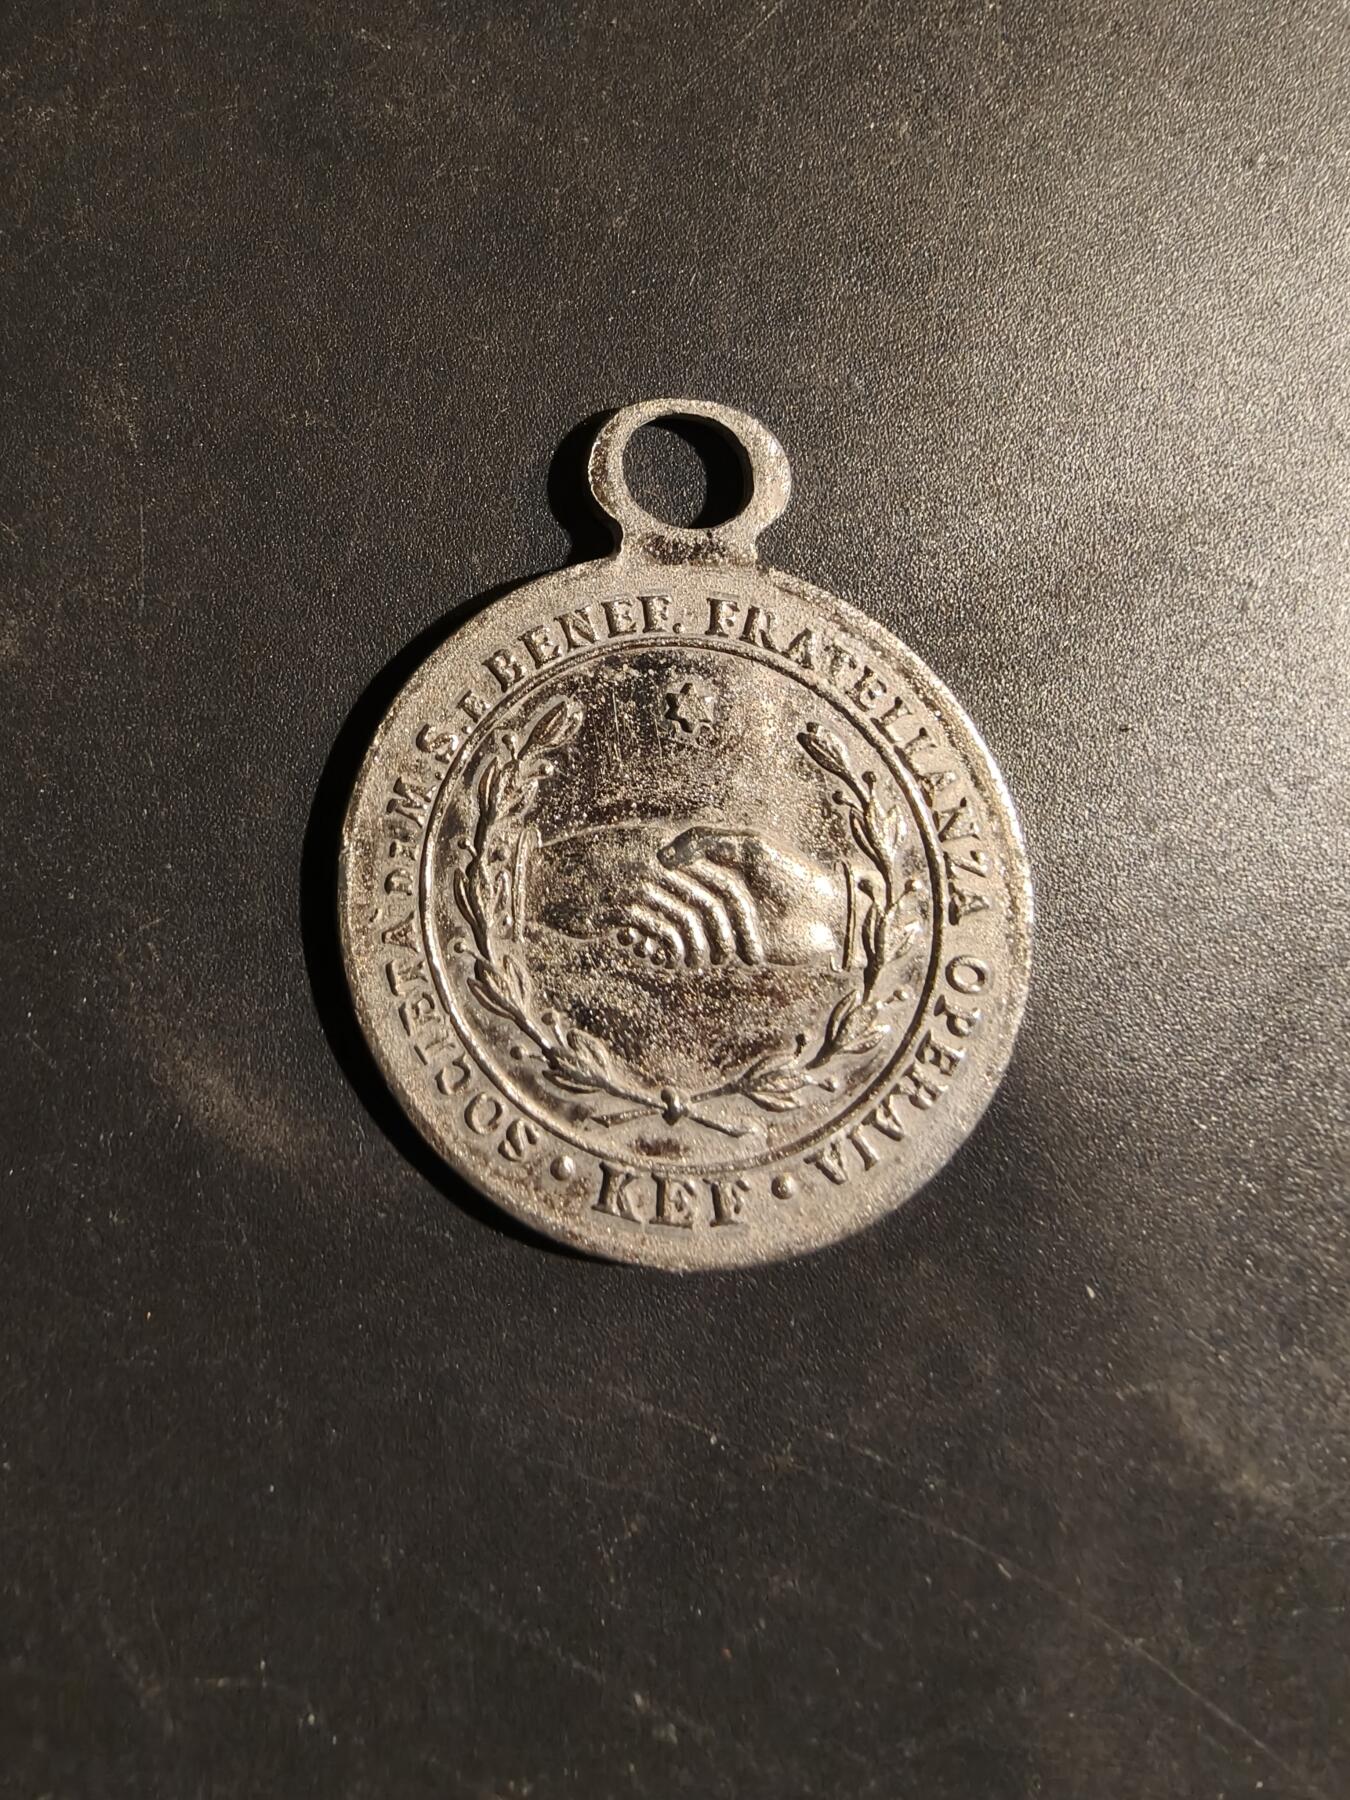 SOCIETÀ DI M.S. E BENEF. FRATELLANZA OPERAIA
• KEF •